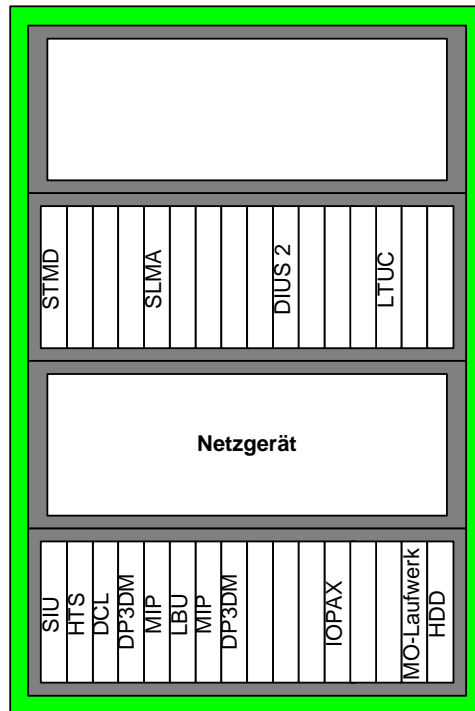 STMD
SLMA
DIUS 2
LTUC
Netzgerät
SIU
HTS
DCL
DP3DM
MIP
LBU
MIP
DP3DM
IOPAX
MO-Laufwerk
HDD